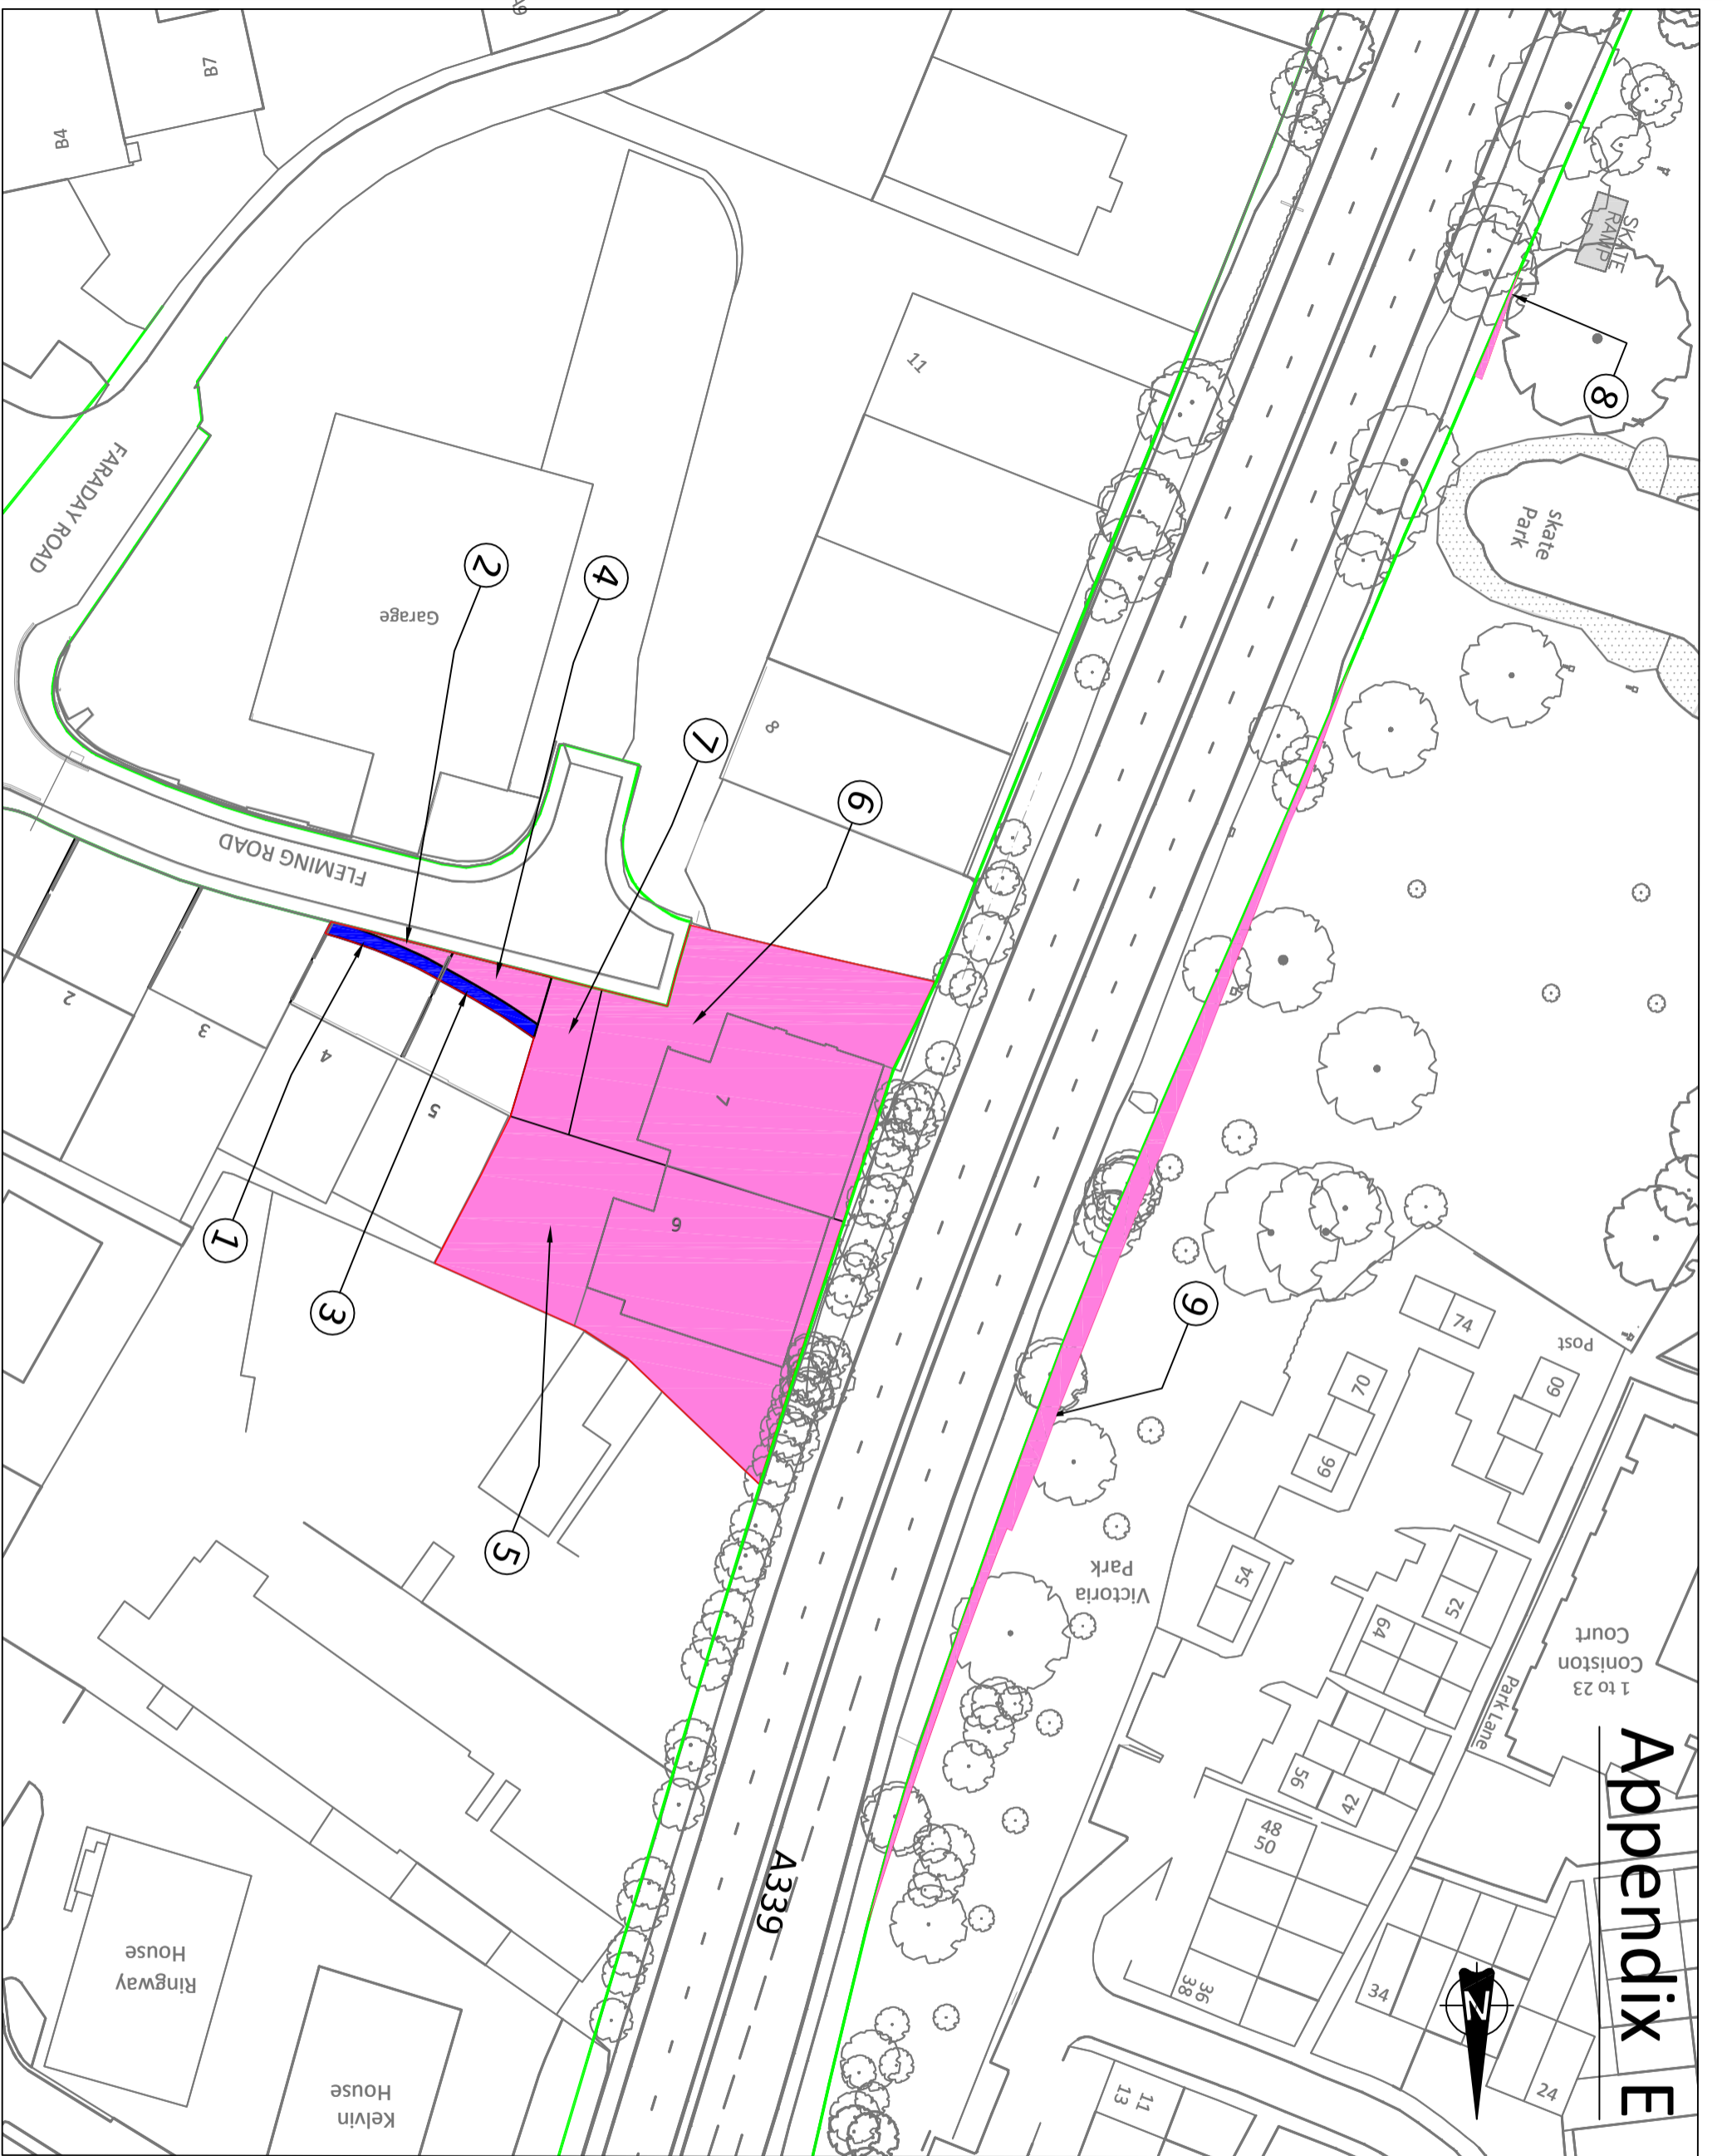 Appendix E
N
A9
B7
B4
SKATE
RAMP
8
skate
Park
11
FARADAY ROAD
2
4
Garage
7
6
8
FLEMING ROAD
2
3
4
5
7
6
1
3
5
9
74
Post
70
60
66
54
Victoria
Park
52
64
1 to 23
Coniston
Court
Park Lane
56
42
48
50
A339
36
38
34
24
11
13
Ringway
House
Kelvin
House